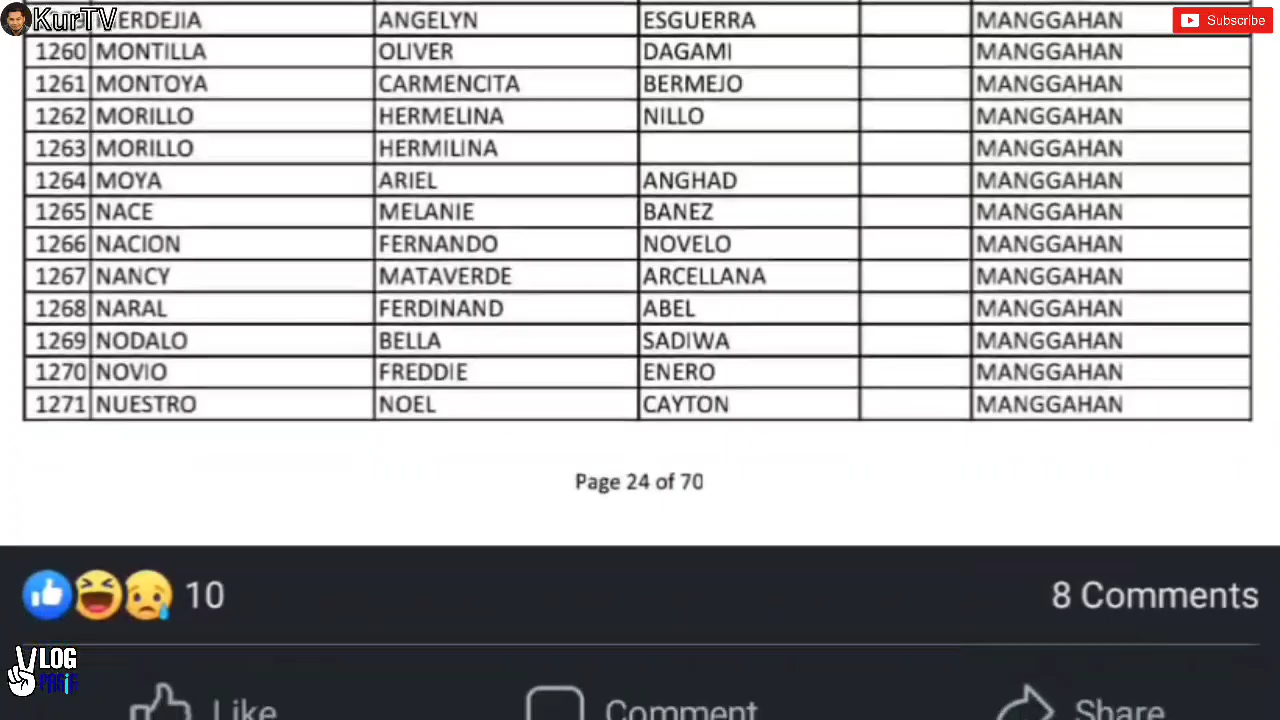 KurTV
Subscribe
ERDEJIA ANGELYN ESGUERRA MANGGAHAN
1260 MONTILLA OLIVER DAGAMI MANGGAHAN
1261 MONTOYA CARMENCITA BERMEJO MANGGAHAN
1262 MORILLO HERMELINA NILLO MANGGAHAN
1263 MORILLO HERMILINA MANGGAHAN
1264 MOYA ARIEL ANGHAD MANGGAHAN
1265 NACE MELANIE BANEZ MANGGAHAN
1266 NACION FERNANDO NOVELO MANGGAHAN
1267 NANCY MATAVERDE ARCELLANA MANGGAHAN
1268 NARAL FERDINAND ABEL MANGGAHAN
1269 NODALO BELLA SADIWA MANGGAHAN
1270 NOVIO FREDDIE ENERO MANGGAHAN
1271 NUESTRO NOEL CAYTON MANGGAHAN
Page 24 of 70
10 8 Comments
VLOG
PASIG
Like Comment Share